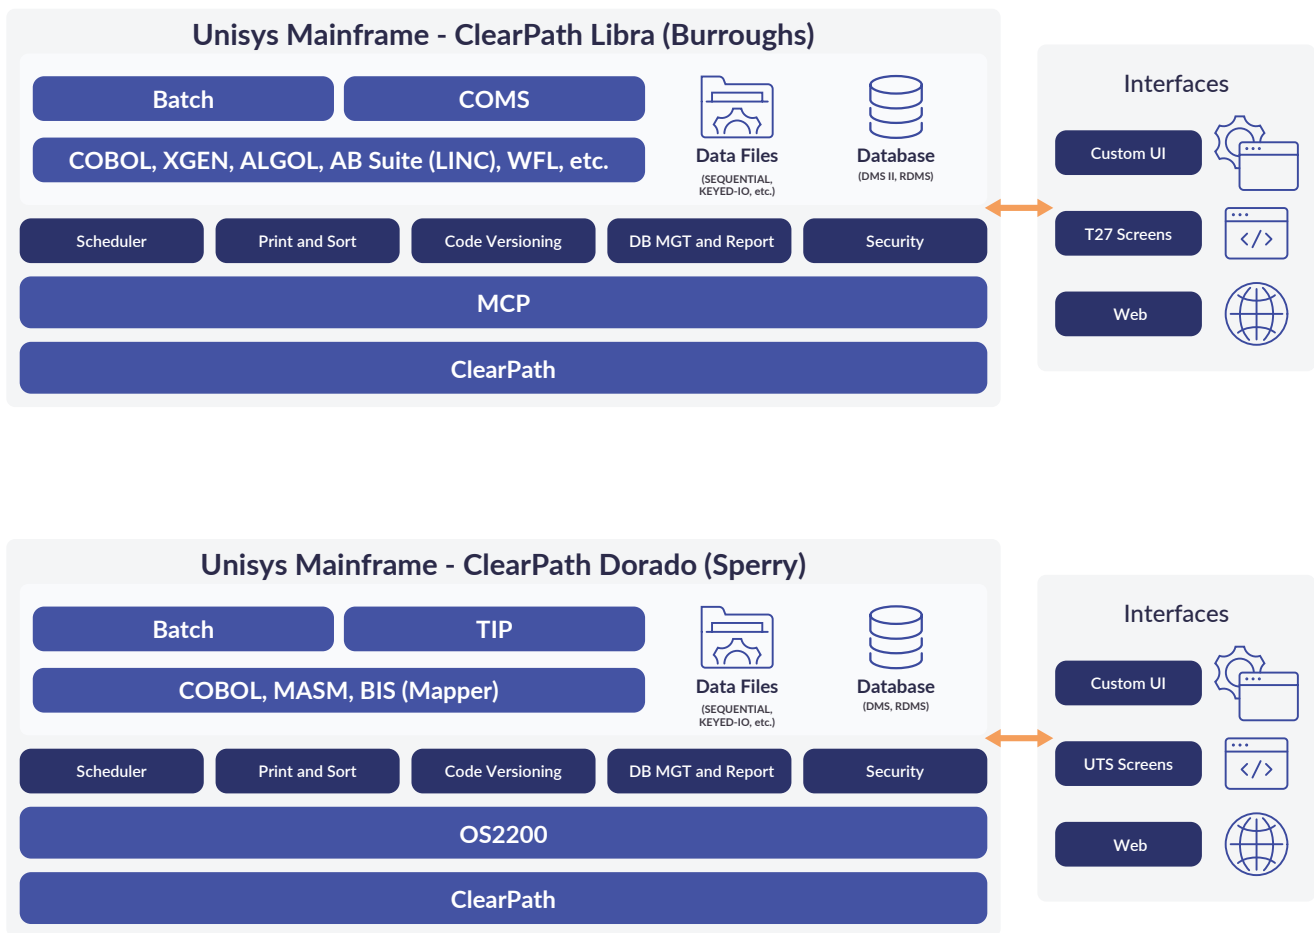 Unisys Mainframe - ClearPath Libra (Burroughs)
Batch
COMS
COBOL, XGEN, ALGOL, AB Suite (LINC), WFL, etc.
Data Files
(SEQUENTIAL,
KEYED-IO, etc.)
Database
(DMS II, RDMS)
Scheduler
Print and Sort
Code Versioning
DB MGT and Report
Security
MCP
ClearPath
Interfaces
Custom UI
T27 Screens
</>
Web
Unisys Mainframe - ClearPath Dorado (Sperry)
Batch
TIP
COBOL, MASM, BIS (Mapper)
Data Files
(SEQUENTIAL,
KEYED-IO, etc.)
Database
(DMS, RDMS)
Scheduler
Print and Sort
Code Versioning
DB MGT and Report
Security
OS2200
ClearPath
Interfaces
Custom UI
UTS Screens
</>
Web